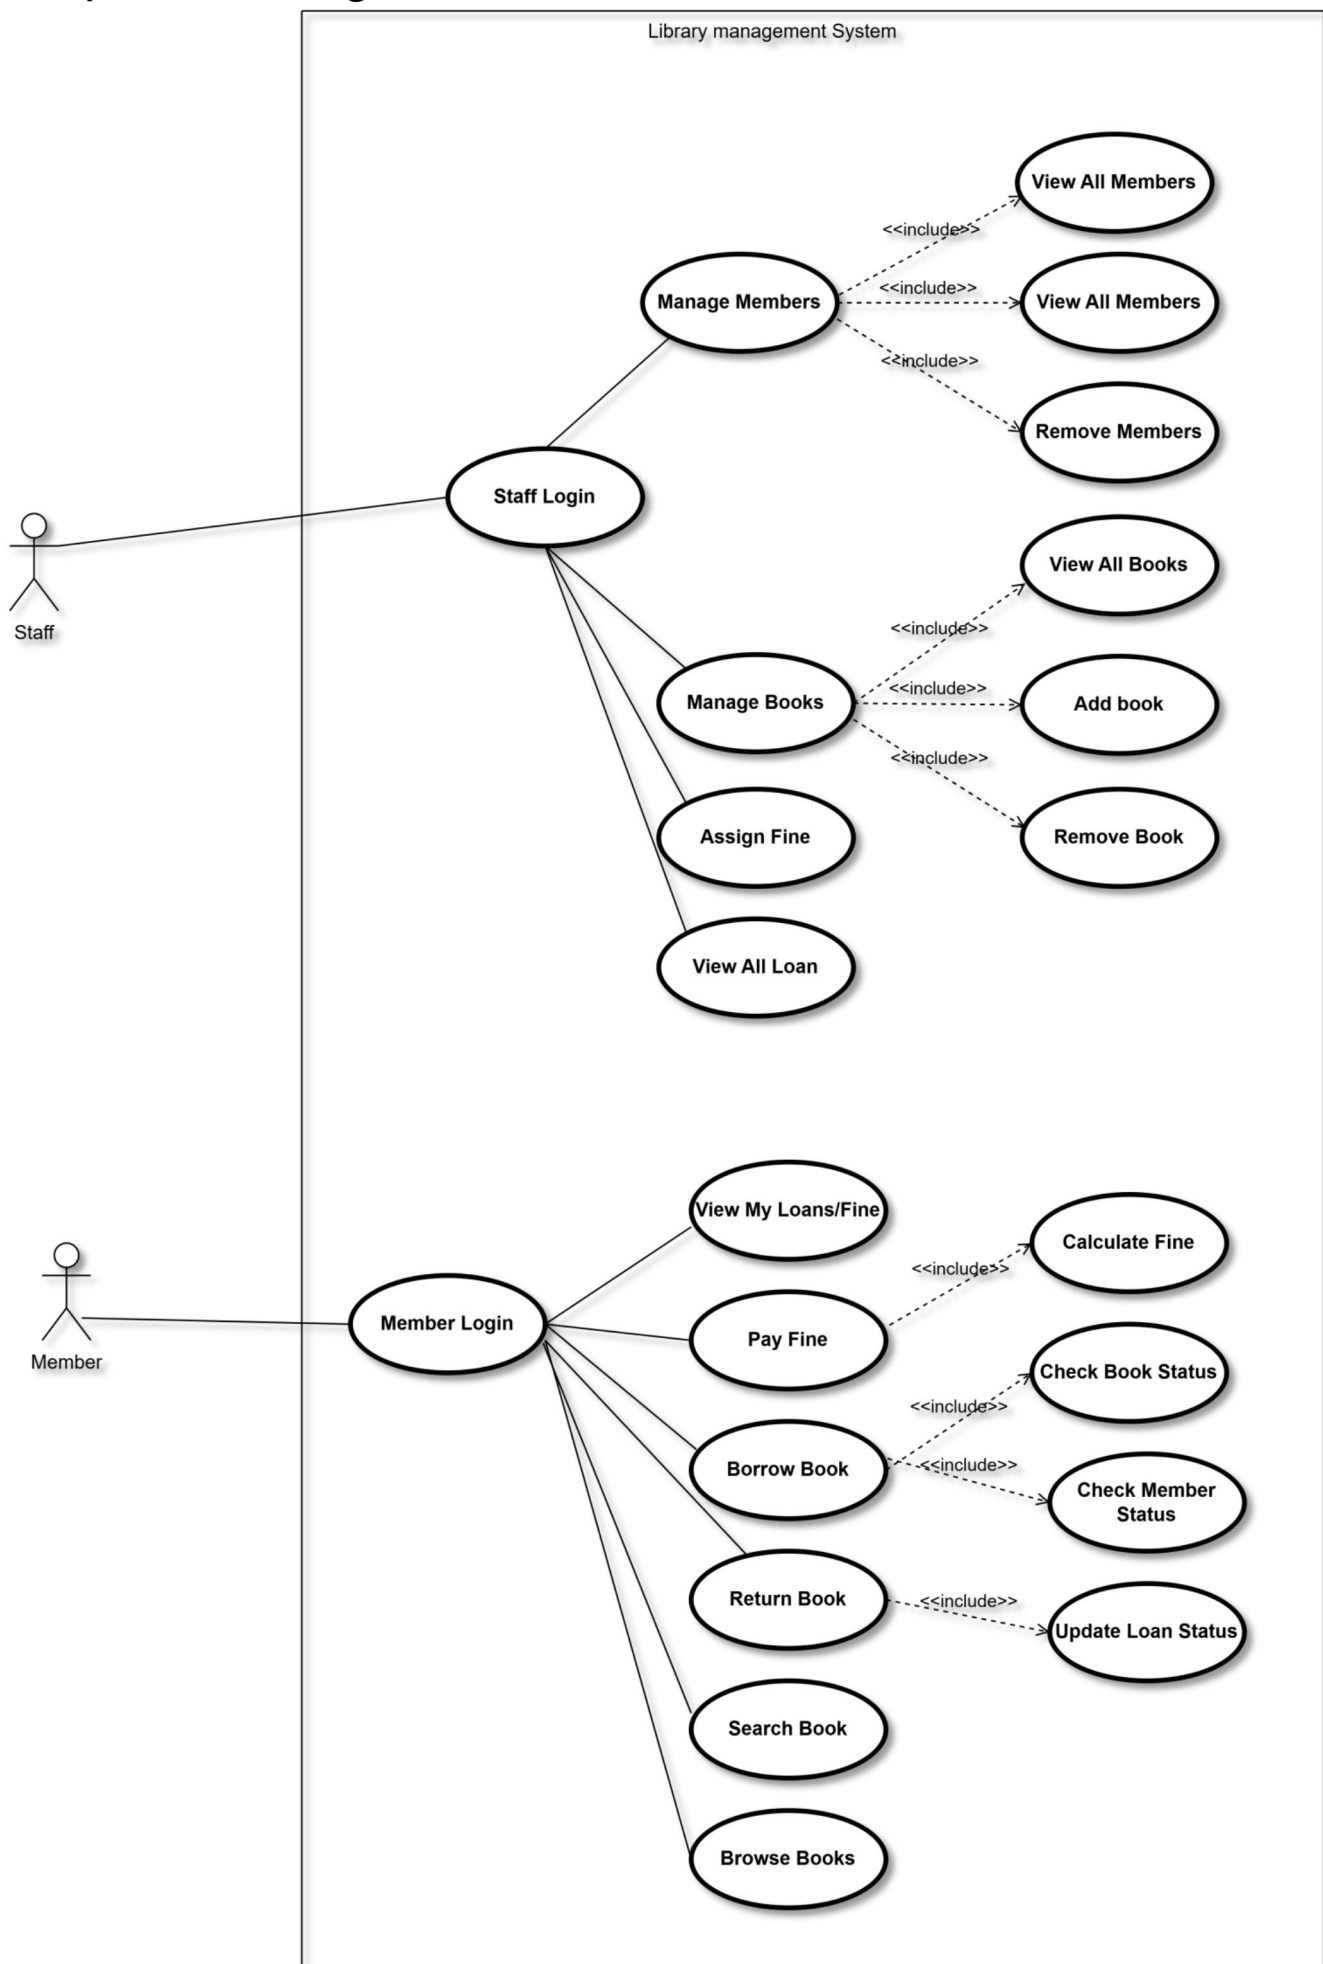 Library management System
View All Members
<<include>>
Manage Members
<<include>>
View All Members
<<include>>
Remove Members
Staff Login
Staff
View All Books
<<include>>
Manage Books
<<include>>
Add book
<<include>>
Assign Fine
Remove Book
View All Loan
View My Loans/Fine
Calculate Fine
<<include>>
Member Login
Member
Pay Fine
Check Book Status
<<include>>
Borrow Book
<<include>>
Check Member
Status
Return Book
<<include>>
Update Loan Status
Search Book
Browse Books